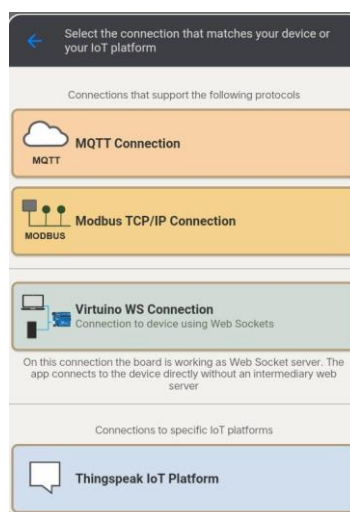 Select the connection that matches your device or
your IoT platform
Connections that support the following protocols
MQTT Connection
MQTT
Modbus TCP/IP Connection
MODBUS
Virtuino WS Connection
Connection to device using Web Sockets
On this connection the board is working as Web Socket server. The
app connects to the device directly without an intermediary web
server
Connections to specific IoT platforms
Thingspeak IoT Platform